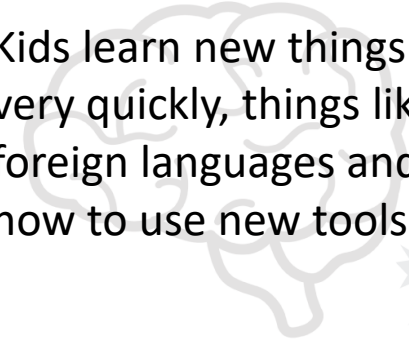 Kids learn new things
very quickly, things lik
foreign languages and
how to use new tools